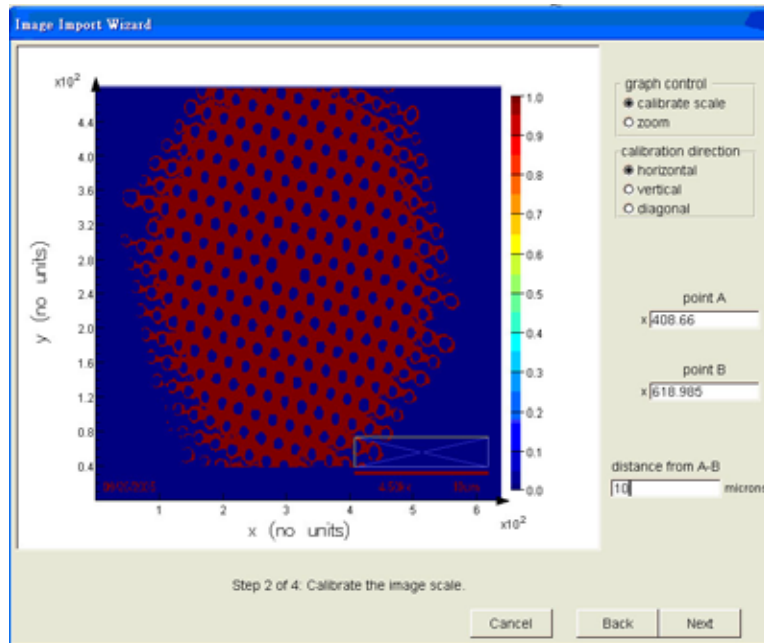 Image Import Wizard
x10²
4.4
4.0
3.6
3.2
2.8
2.4
2.0
1.6
1.2
0.8
0.4
y (no units)
1 2 3 4 5 6
x10²
x (no units)
1.0
0.9
0.8
0.7
0.6
0.5
0.4
0.3
0.2
0.1
0.0
graph control
calibrate scale
zoom
calibration direction
horizontal
vertical
diagonal
point A
x 408.66
point B
x 618.985
distance from A-B
10 microns
Step 2 of 4: Calibrate the image scale.
Cancel Back Next